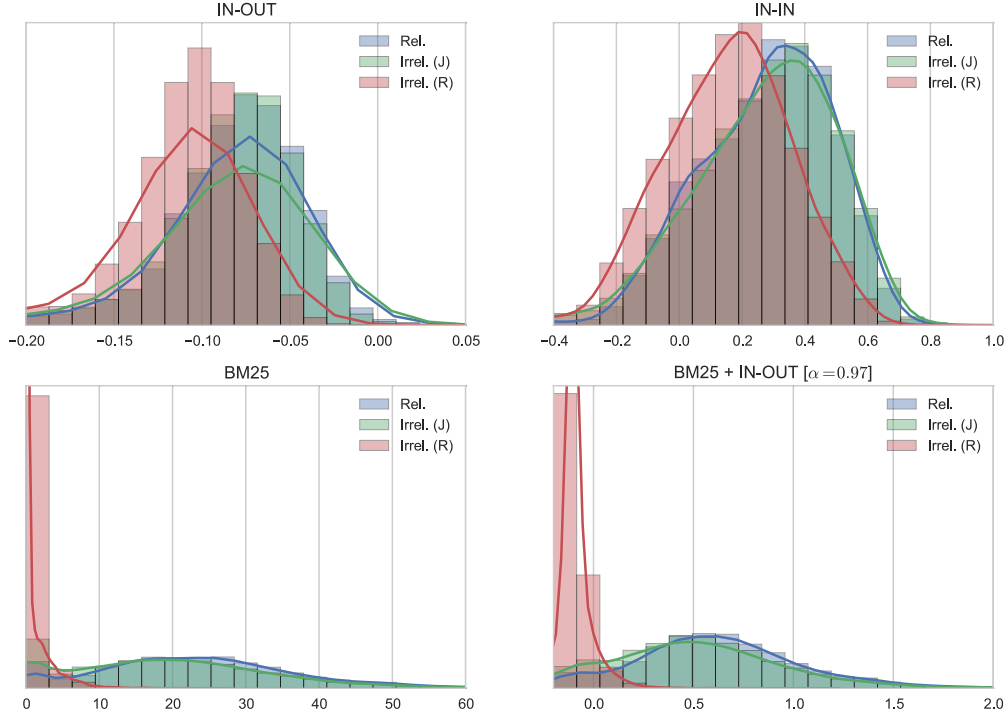 IN-OUT
Rel.
Irrel. (J)
Irrel. (R)
−0.20 −0.15 −0.10 −0.05 0.00 0.05
IN-IN
Rel.
Irrel. (J)
Irrel. (R)
−0.4 −0.2 0.0 0.2 0.4 0.6 0.8 1.0
BM25
Rel.
Irrel. (J)
Irrel. (R)
0 10 20 30 40 50 60
BM25 + IN-OUT [α=0.97]
Rel.
Irrel. (J)
Irrel. (R)
0.0 0.5 1.0 1.5 2.0